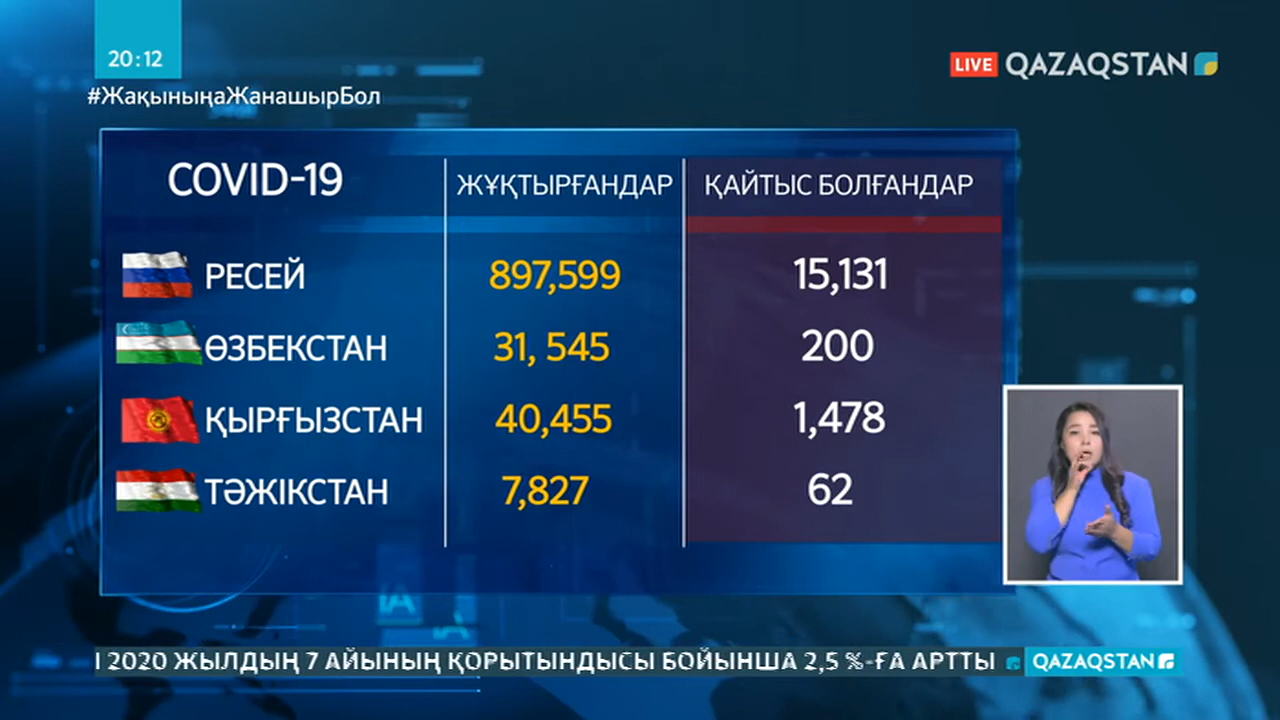 20:12
LIVE QAZAQSTAN
#ЖақыныңаЖанашырБол
COVID-19 ЖҰҚТЫРҒАНДАР ҚАЙТЫС БОЛҒАНДАР
РЕСЕЙ 897,599 15,131
ӨЗБЕКСТАН 31, 545 200
ҚЫРҒЫЗСТАН 40,455 1,478
ТӘЖІКСТАН 7,827 62
2020 ЖЫЛДЫҢ 7 АЙЫНЫҢ ҚОРЫТЫНДЫСЫ БОЙЫНША 2,5 %-ҒА АРТТЫ QAZAQSTAN